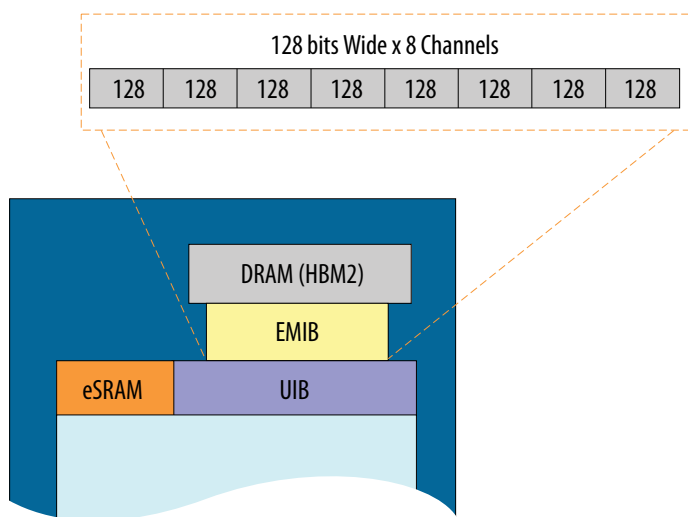 128 bits Wide x 8 Channels
128 128 128 128 128 128 128 128
DRAM (HBM2)
EMIB
eSRAM UIB